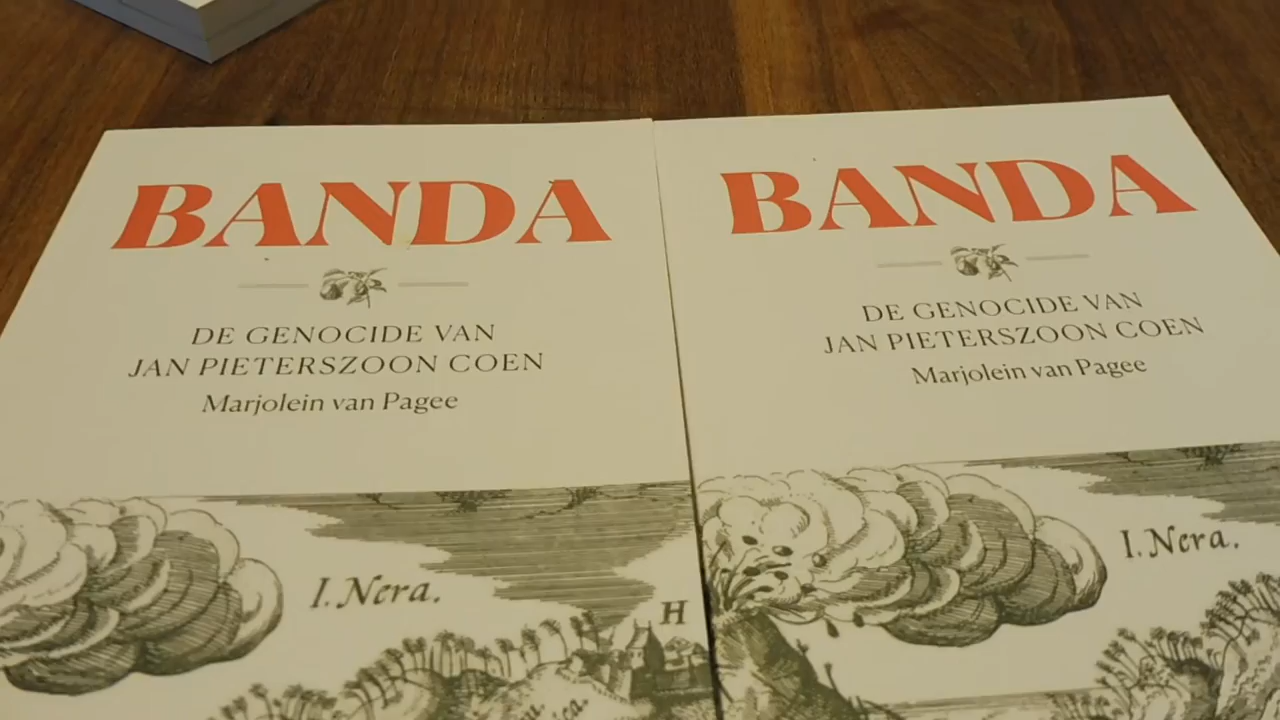 BANDA
DE GENOCIDE VAN
JAN PIETERSZOON COEN
Marjolein van Pagee
I. Nera.
H
BANDA
DE GENOCIDE VAN
JAN PIETERSZOON COEN
Marjolein van Pagee
I. Nera.